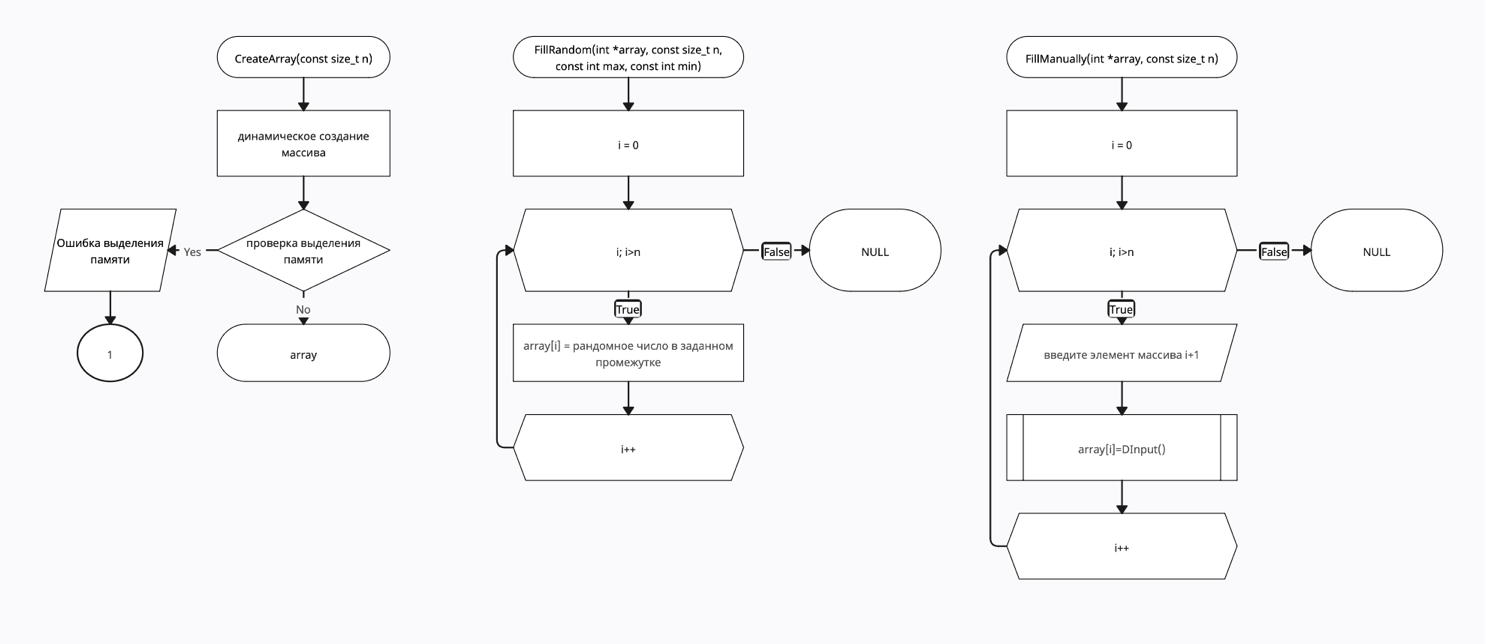 CreateArray(const size_t n)
динамическое создание
массива
проверка выделения
памяти
Yes
Ошибка выделения
памяти
1
No
array
FillRandom(int *array, const size_t n,
const int max, const int min)
i = 0
i; i>n
False
NULL
True
array[i] = рандомное число в заданном
промежутке
i++
FillManually(int *array, const size_t n)
i = 0
i; i>n
False
NULL
True
введите элемент массива i+1
array[i]=DInput()
i++